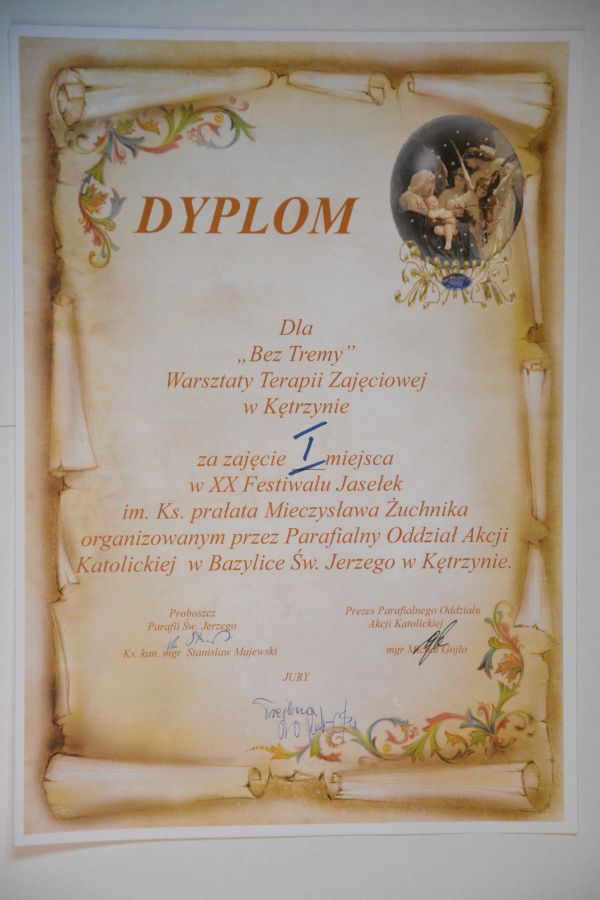 DYPLOM
Dla
„Bez Tremy”
Warsztaty Terapii Zajęciowej
w Kętrzynie
za zajęcie I miejsca
w XX Festiwalu Jasełek
im. Ks. prałata Mieczysława Żuchnika
organizowanym przez Parafialny Oddział Akcji
Katolickiej w Bazylice Św. Jerzego w Kętrzynie.
Proboszcz
Parafii Św. Jerzego
Ks. kan. mgr Stanisław Majewski
Prezes Parafialnego Oddziału
Akcji Katolickiej
mgr Michał Gojło
JURY